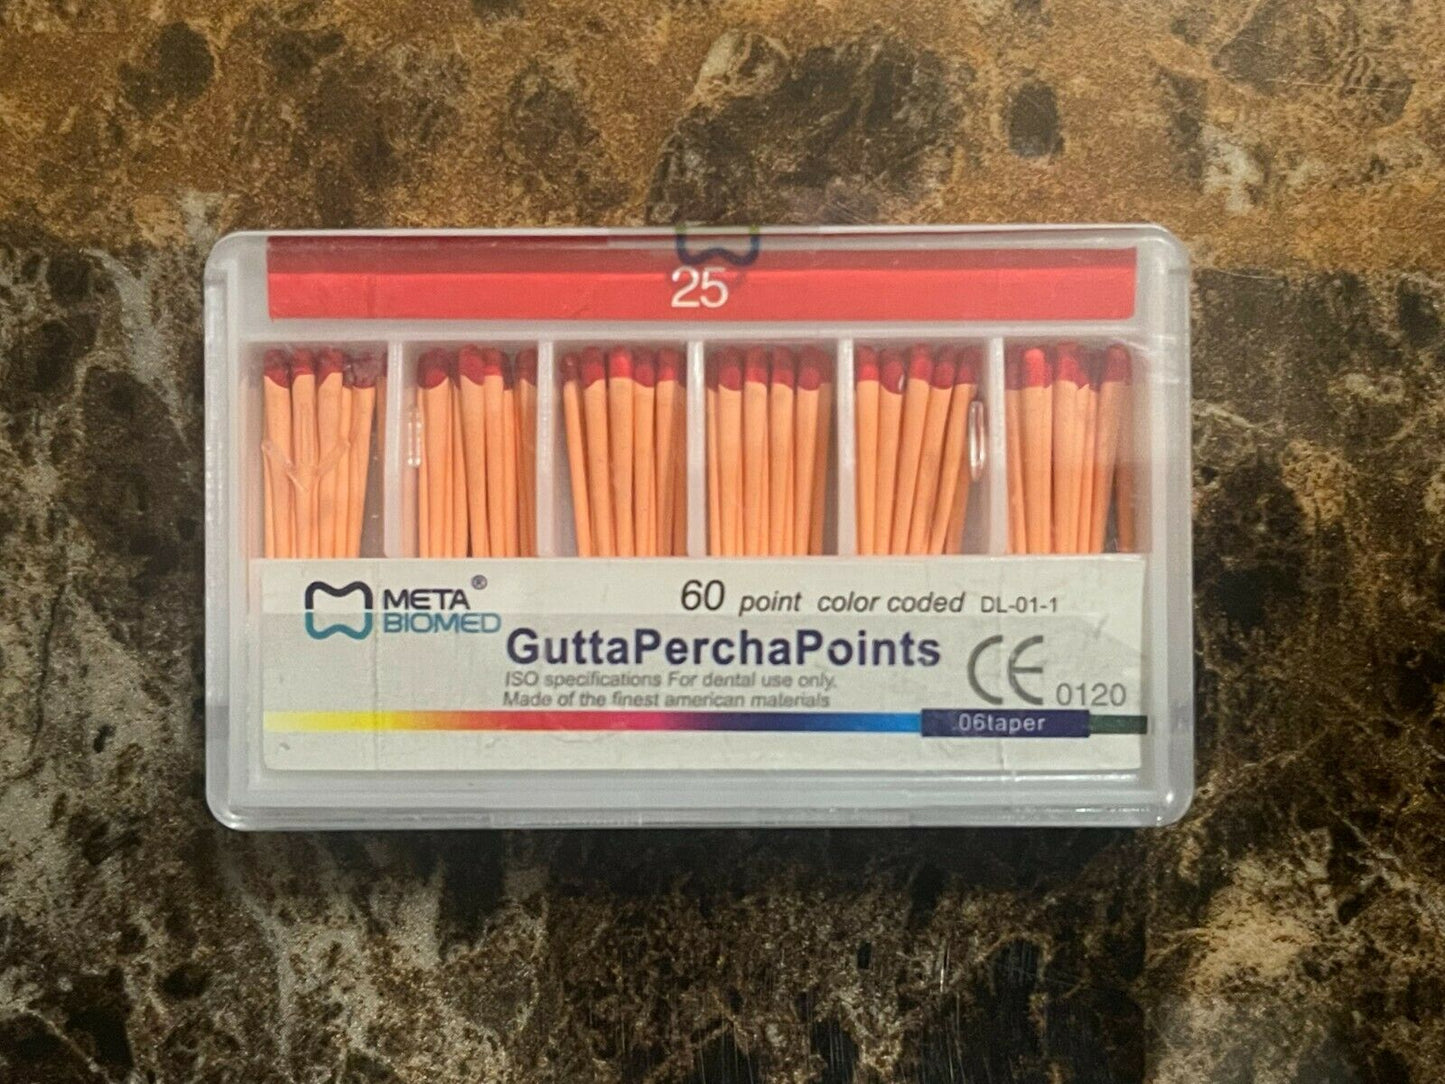 25
META®
BIOMED
60 point color coded DL-01-1
GuttaPerchaPoints
ISO specifications For dental use only.
Made of the finest american materials
CE 0120
06taper